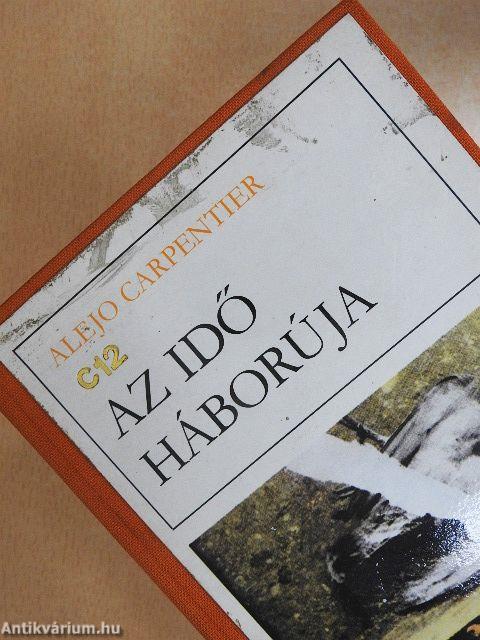 ALEJO CARPENTIER
C12
AZ IDŐ
HÁBORÚJA
Antikvárium.hu